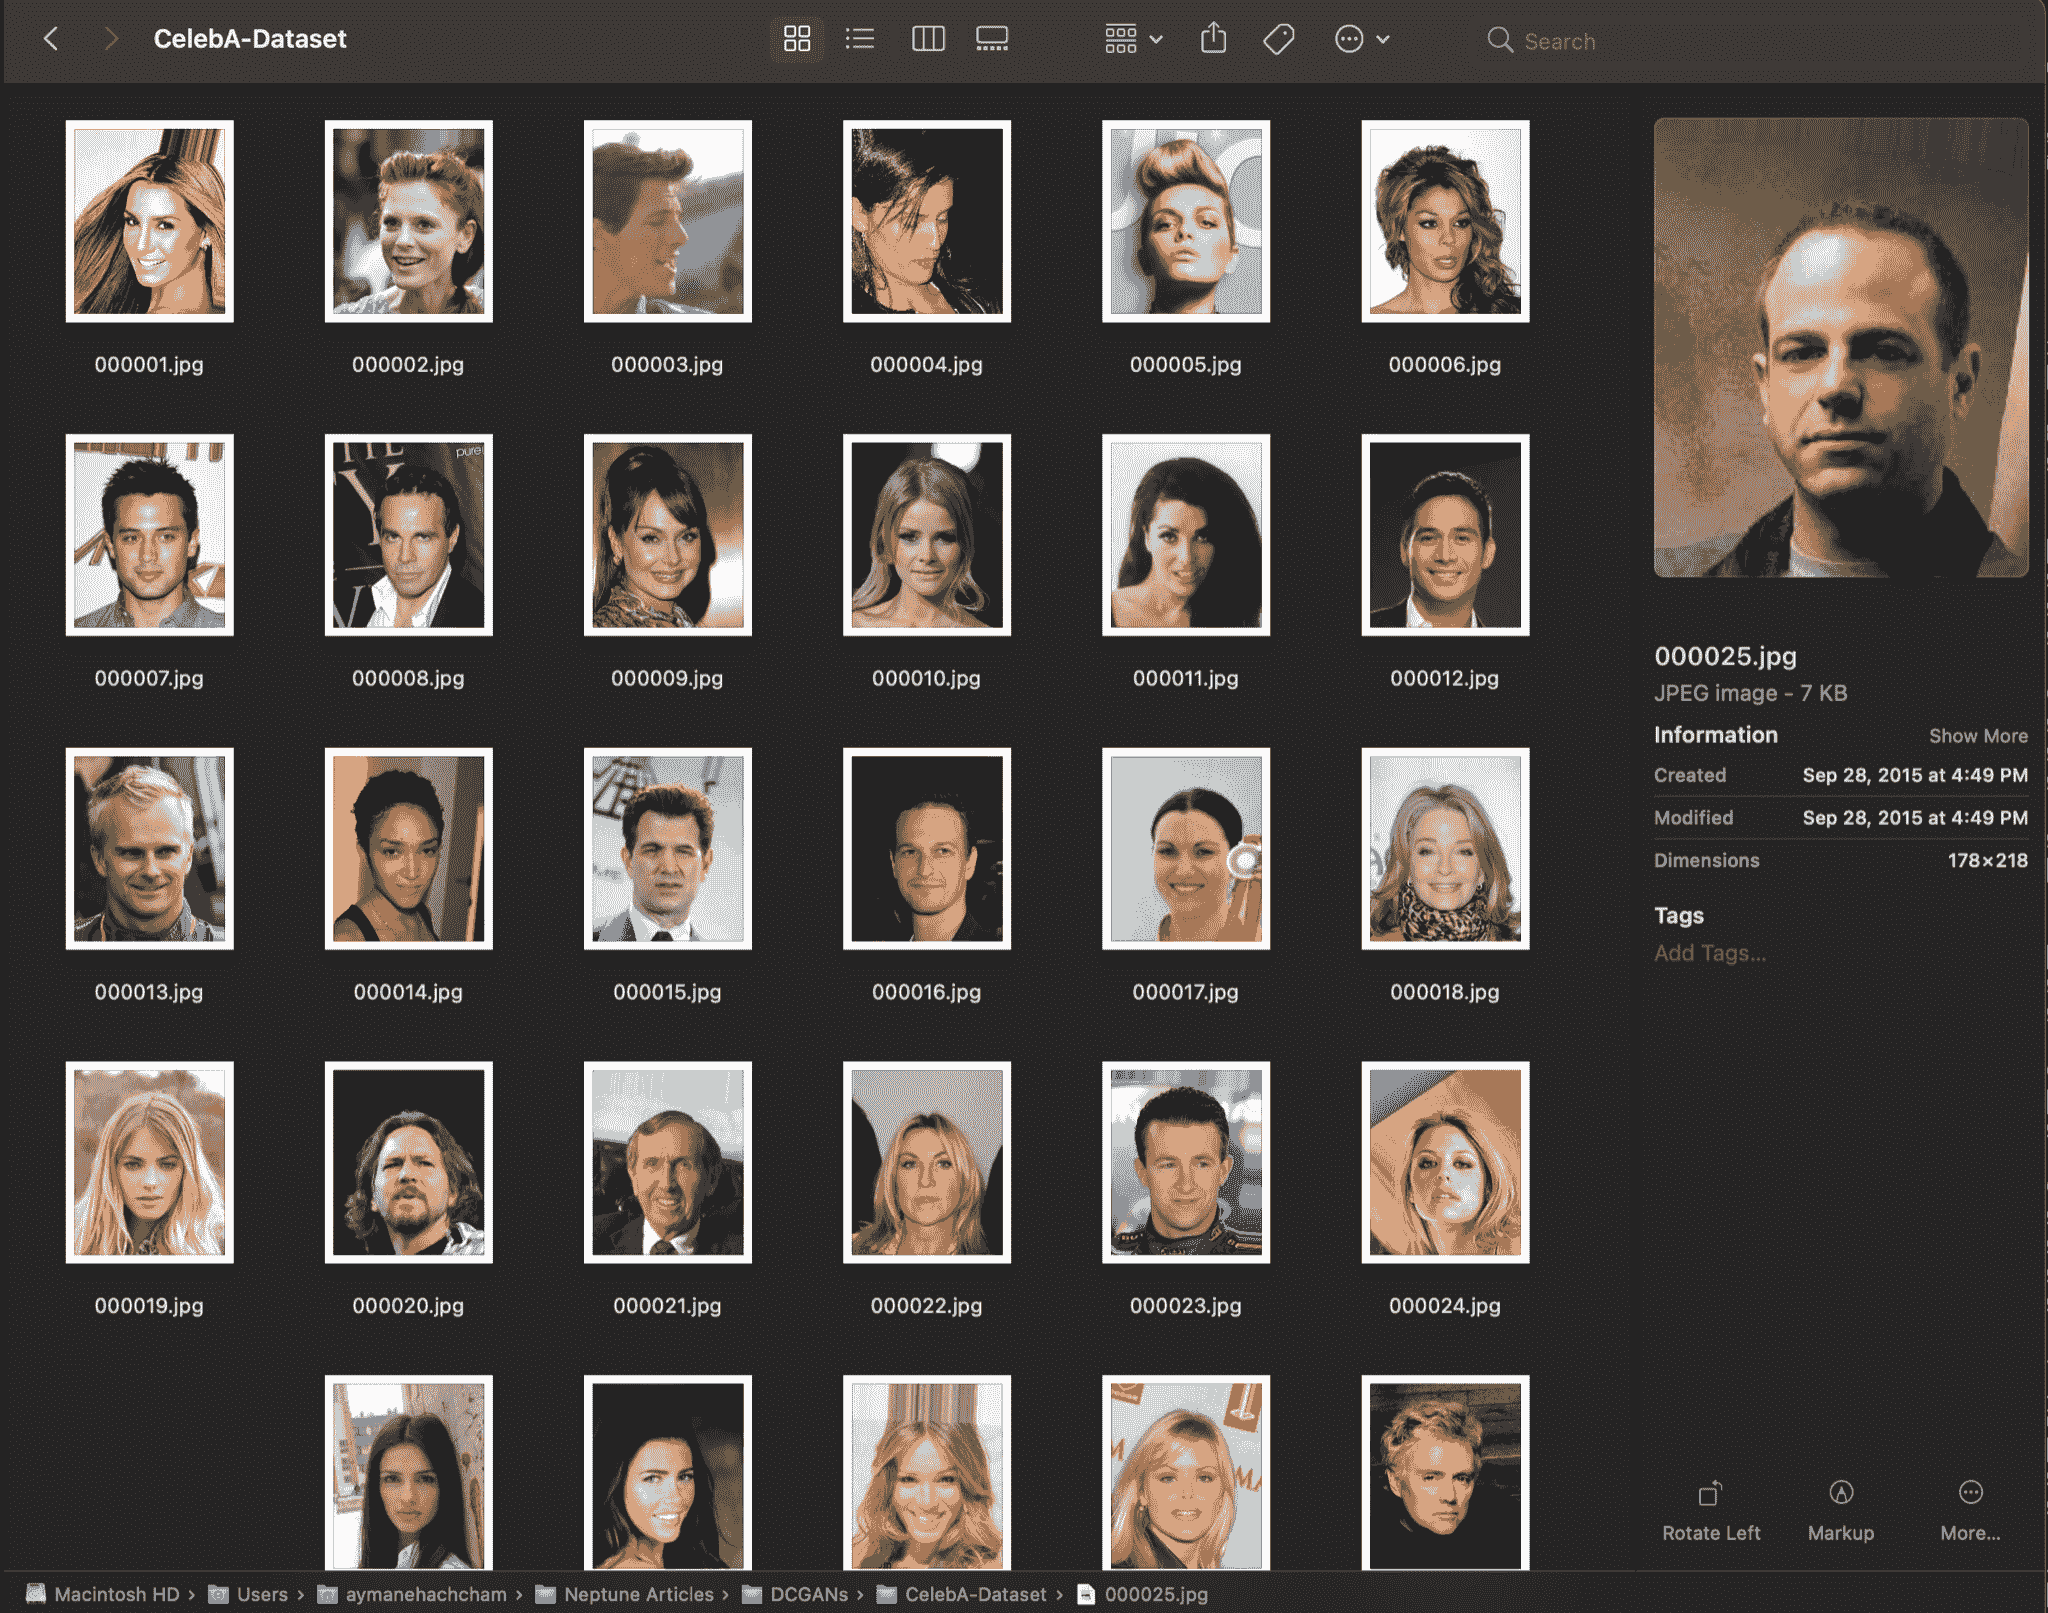 CelebA-Dataset
Search
000001.jpg
000002.jpg
000003.jpg
000004.jpg
000005.jpg
000006.jpg
pure
000007.jpg
000008.jpg
000009.jpg
000010.jpg
000011.jpg
000012.jpg
000013.jpg
000014.jpg
000015.jpg
000016.jpg
000017.jpg
000018.jpg
000019.jpg
000020.jpg
000021.jpg
000022.jpg
000023.jpg
000024.jpg
000025.jpg
JPEG image - 7 KB
Information Show More
Created Sep 28, 2015 at 4:49 PM
Modified Sep 28, 2015 at 4:49 PM
Dimensions 178×218
Tags
Add Tags...
Rotate Left
Markup
More...
Macintosh HD › Users › aymanehachcham › Neptune Articles › DCGANs › CelebA-Dataset › 000025.jpg